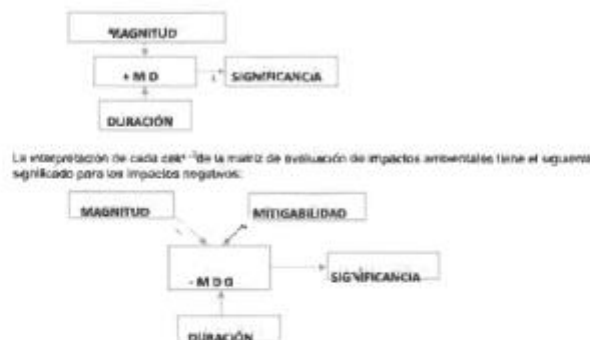 MAGNITUD
+ M D
SIGNIFICANCIA
DURACIÓN
La interpretación de cada de la matriz de evaluación de impactos ambientales tiene el siguiente
significado para los impactos negativos:
MAGNITUD
MITIGABILIDAD
- M D G
SIGNIFICANCIA
DURACIÓN